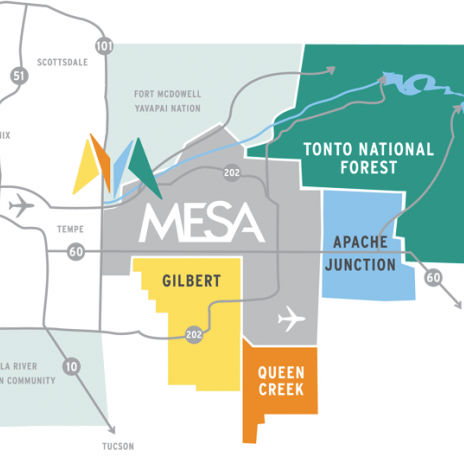 101
SCOTTSDALE
51
FORT MCDOWELL
YAVAPAI NATION
NIX
TONTO NATIONAL
FOREST
202
MESA
TEMPE
60
APACHE
JUNCTION
GILBERT
60
202
LA RIVER
N COMMUNITY
10
QUEEN
CREEK
TUCSON